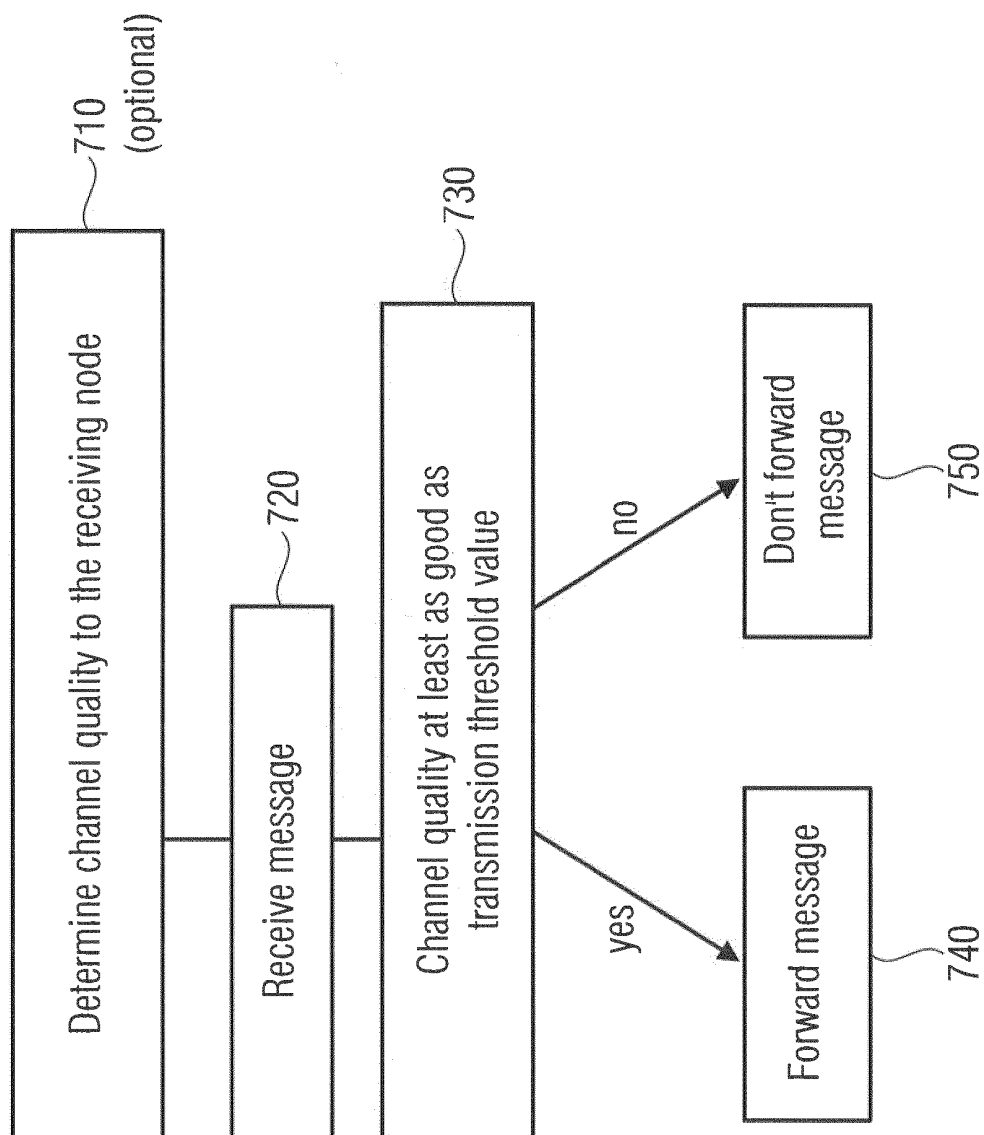 Determine channel quality to the receiving node
710
(optional)
Receive message
720
Channel quality at least as good as
transmission threshold value
730
yes
no
Forward message
740
Don't forward
message
750